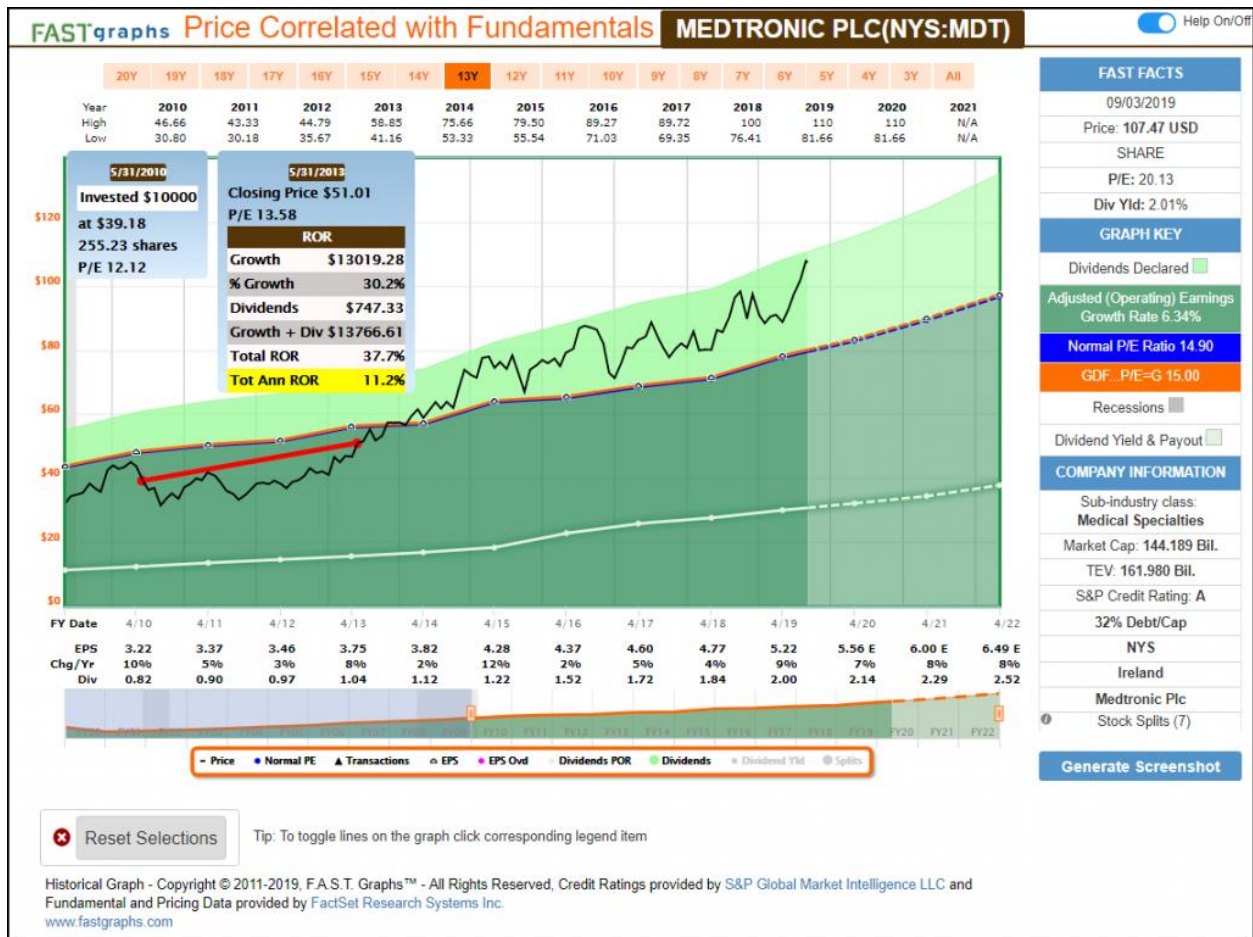 FAST graphs Price Correlated with Fundamentals MEDTRONIC PLC(NYS:MDT) Help On/Off
20Y 19Y 18Y 17Y 16Y 15Y 14Y 13Y 12Y 11Y 10Y 9Y 8Y 7Y 6Y 5Y 4Y 3Y All
Year 2010 2011 2012 2013 2014 2015 2016 2017 2018 2019 2020 2021
High 46.66 43.33 44.79 58.85 75.66 79.50 89.27 89.72 100 110 110 N/A
Low 30.80 30.18 35.67 41.16 53.33 55.54 71.03 69.35 76.41 81.66 81.66 N/A
5/31/2010
Invested $10000
at $39.18
255.23 shares
P/E 12.12
5/31/2013
Closing Price $51.01
P/E 13.58
ROR
Growth $13019.28
% Growth 30.2%
Dividends $747.33
Growth + Div $13766.61
Total ROR 37.7%
Tot Ann ROR 11.2%
$120
$100
$80
$60
$40
$20
$0
FY Date 4/10 4/11 4/12 4/13 4/14 4/15 4/16 4/17 4/18 4/19 4/20 4/21 4/22
EPS 3.22 3.37 3.46 3.75 3.82 4.28 4.37 4.60 4.77 5.22 5.56 E 6.00 E 6.49 E
Chg/Yr 10% 5% 3% 8% 2% 12% 2% 5% 4% 9% 7% 8% 8%
Div 0.82 0.90 0.97 1.04 1.12 1.22 1.52 1.72 1.84 2.00 2.14 2.29 2.52
FY20 FY21 FY22
Price Normal PE Transactions EPS EPS Ovd Dividends POR Dividends Dividend Yld Splits
FAST FACTS
09/03/2019
Price: 107.47 USD
SHARE
P/E: 20.13
Div Yld: 2.01%
GRAPH KEY
Dividends Declared
Adjusted (Operating) Earnings
Growth Rate 6.34%
Normal P/E Ratio 14.90
GDF...P/E=G 15.00
Recessions
Dividend Yield & Payout
COMPANY INFORMATION
Sub-industry class:
Medical Specialties
Market Cap: 144.189 Bil.
TEV: 161.980 Bil.
S&P Credit Rating: A
32% Debt/Cap
NYS
Ireland
Medtronic Plc
Stock Splits (7)
Generate Screenshot
Reset Selections
Tip: To toggle lines on the graph click corresponding legend item
Historical Graph - Copyright © 2011-2019, F.A.S.T. Graphs™ - All Rights Reserved, Credit Ratings provided by S&P Global Market Intelligence LLC and
Fundamental and Pricing Data provided by FactSet Research Systems Inc.
www.fastgraphs.com